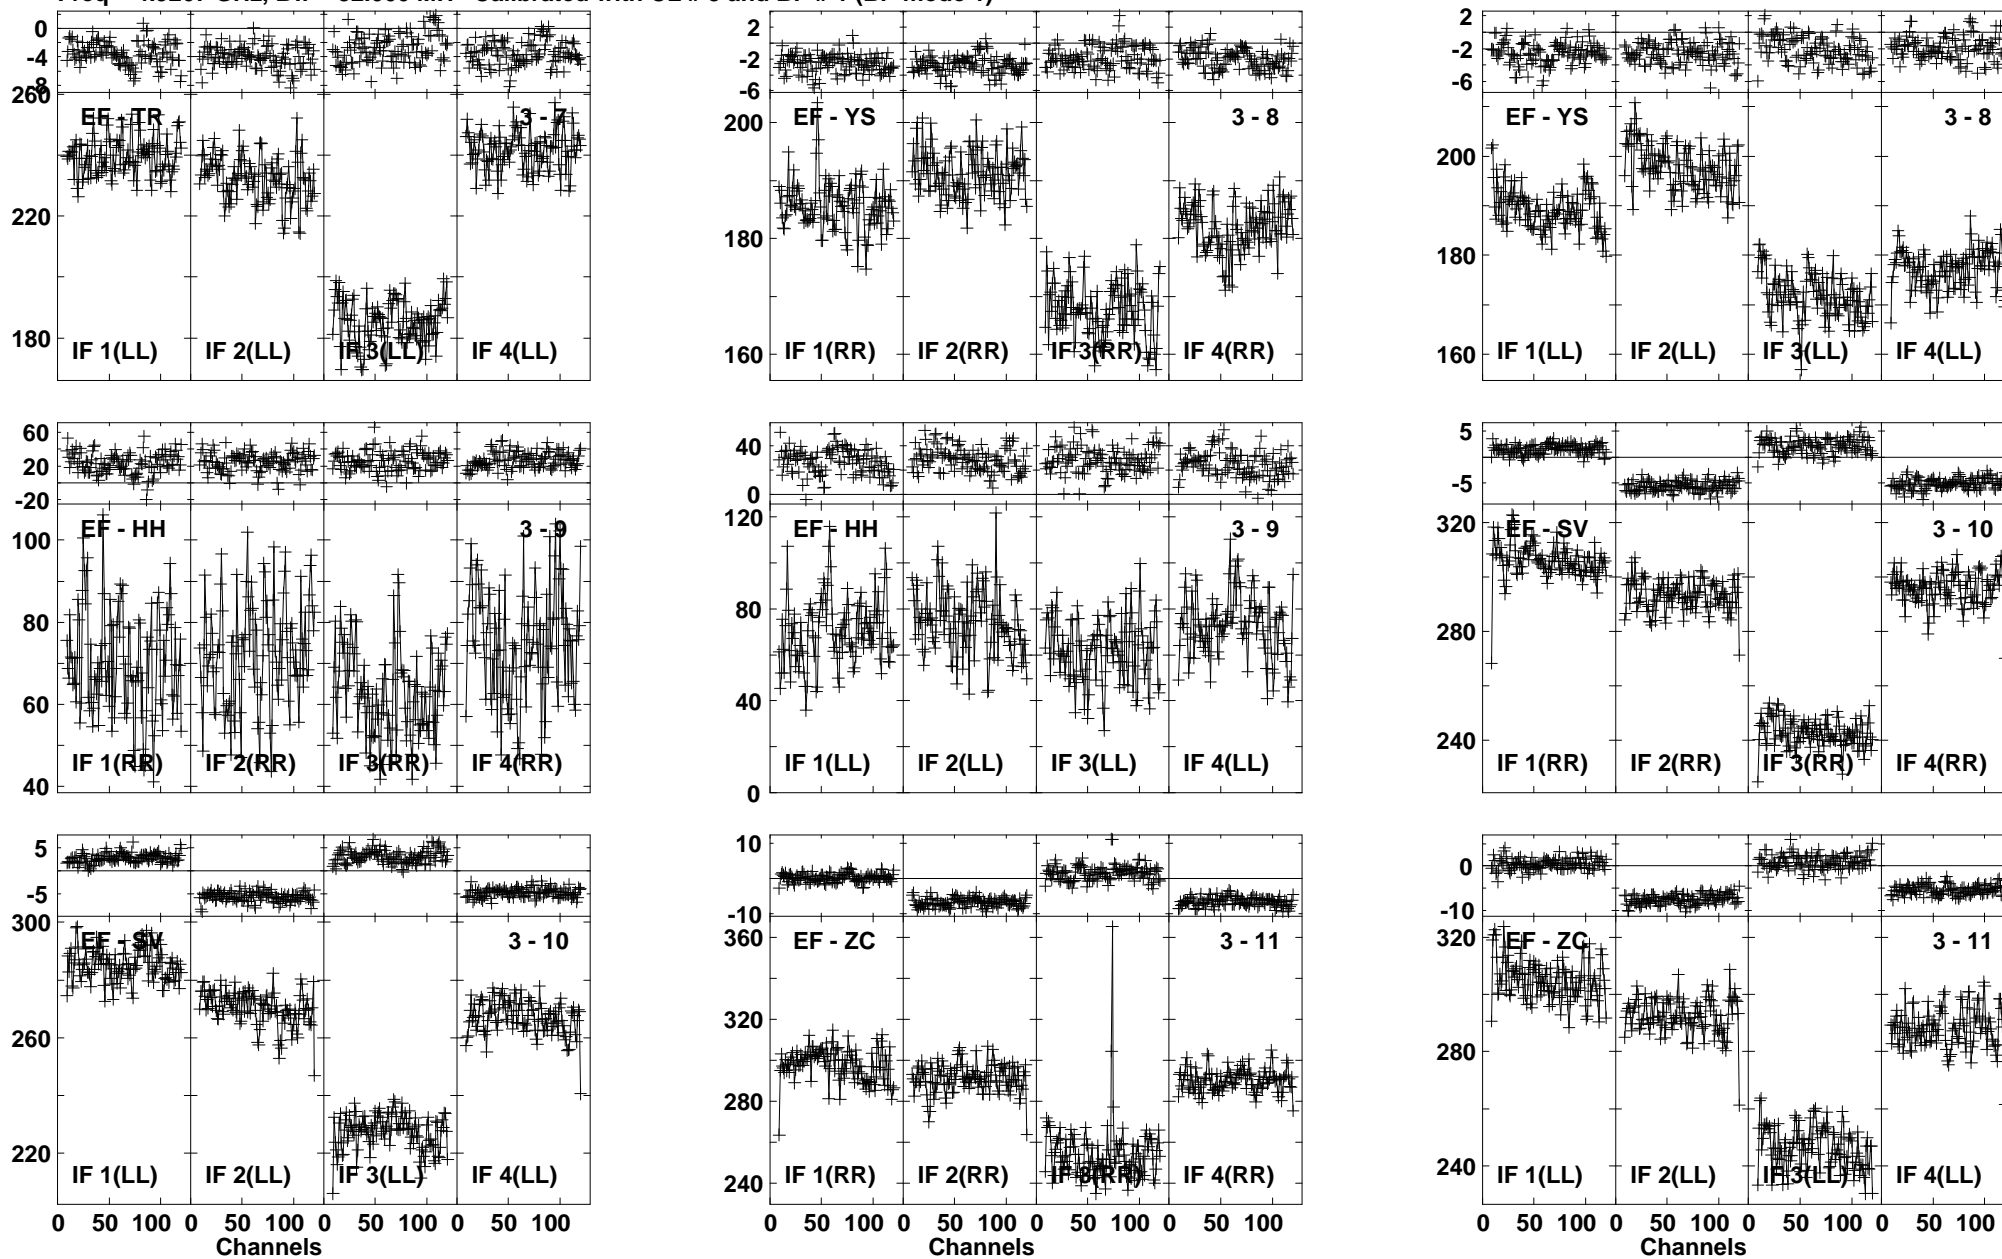 0
-4
8
260
220
180
EF - TR
3 - 7
IF 1(LL) IF 2(LL) IF 3(LL) IF 4(LL)
2
-2
-6
200
180
160
EF - YS
3 - 8
IF 1(RR) IF 2(RR) IF 3(RR) IF 4(RR)
2
-2
-6
200
180
160
EF - YS
3 - 8
IF 1(LL) IF 2(LL) IF 3(LL) IF 4(LL)
60
20
-20
100
80
60
40
EF - HH
3 - 9
IF 1(RR) IF 2(RR) IF 3(RR) IF 4(RR)
40
0
120
80
40
0
EF - HH
3 - 9
IF 1(LL) IF 2(LL) IF 3(LL) IF 4(LL)
5
-5
320
280
240
EF - SV
3 - 10
IF 1(RR) IF 2(RR) IF 3(RR) IF 4(RR)
5
-5
300
260
220
EF - SV
3 - 10
IF 1(LL) IF 2(LL) IF 3(LL) IF 4(LL)
0 50 100 0 50 100 0 50 100 0 50 100
Channels
10
-10
360
320
280
240
EF - ZC
3 - 11
IF 1(RR) IF 2(RR) IF 3(RR) IF 4(RR)
0 50 100 0 50 100 0 50 100 0 50 100
Channels
0
-10
320
280
240
EF - ZC
3 - 11
IF 1(LL) IF 2(LL) IF 3(LL) IF 4(LL)
0 50 100 0 50 100 0 50 100 0 50 100
Channels